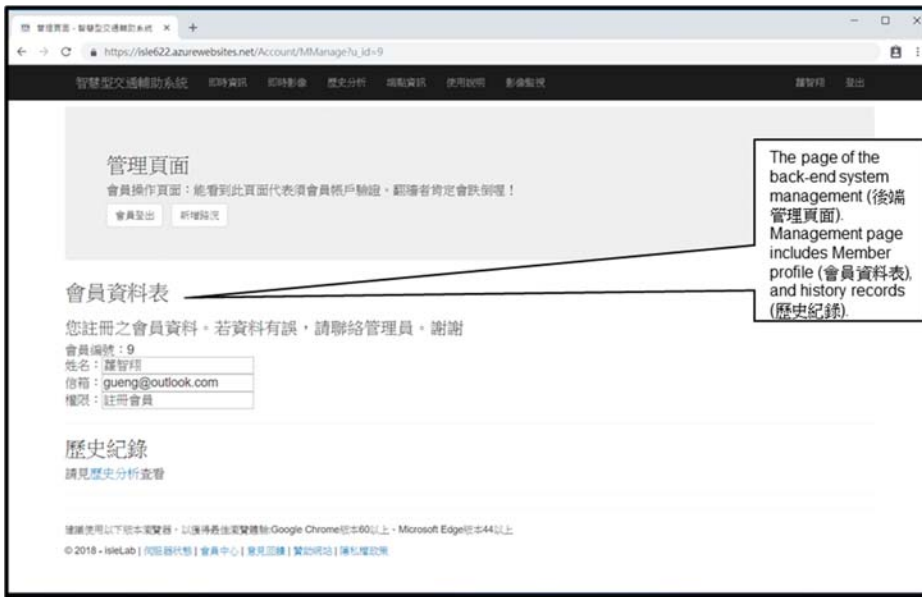 管理頁面 - 智慧型交通輔助系統
https://isle622.azurewebsites.net/Account/MManage?u_id=9
智慧型交通輔助系統 即時資訊 即時影像 歷史分析 端點資訊 使用說明 影像監視 蕭智翔 登出
管理頁面
會員操作頁面：能看到此頁面代表須會員帳戶驗證。翻牆者肯定會跌倒喔！
會員登出 新增路況
The page of the
back-end system
management (後端
管理頁面).
Management page
includes Member
profile (會員資料表),
and history records
(歷史紀錄).
會員資料表
您註冊之會員資料。若資料有誤，請聯絡管理員。謝謝
會員編號：9
姓名：蕭智翔
信箱：gueng@outlook.com
權限：註冊會員
歷史紀錄
請見歷史分析查看
建議使用以下版本瀏覽器，以獲得最佳瀏覽體驗:Google Chrome版本60以上、Microsoft Edge版本44以上
© 2018 - isleLab | 伺服器狀態 | 會員中心 | 意見回饋 | 贊助網站 | 隱私權政策